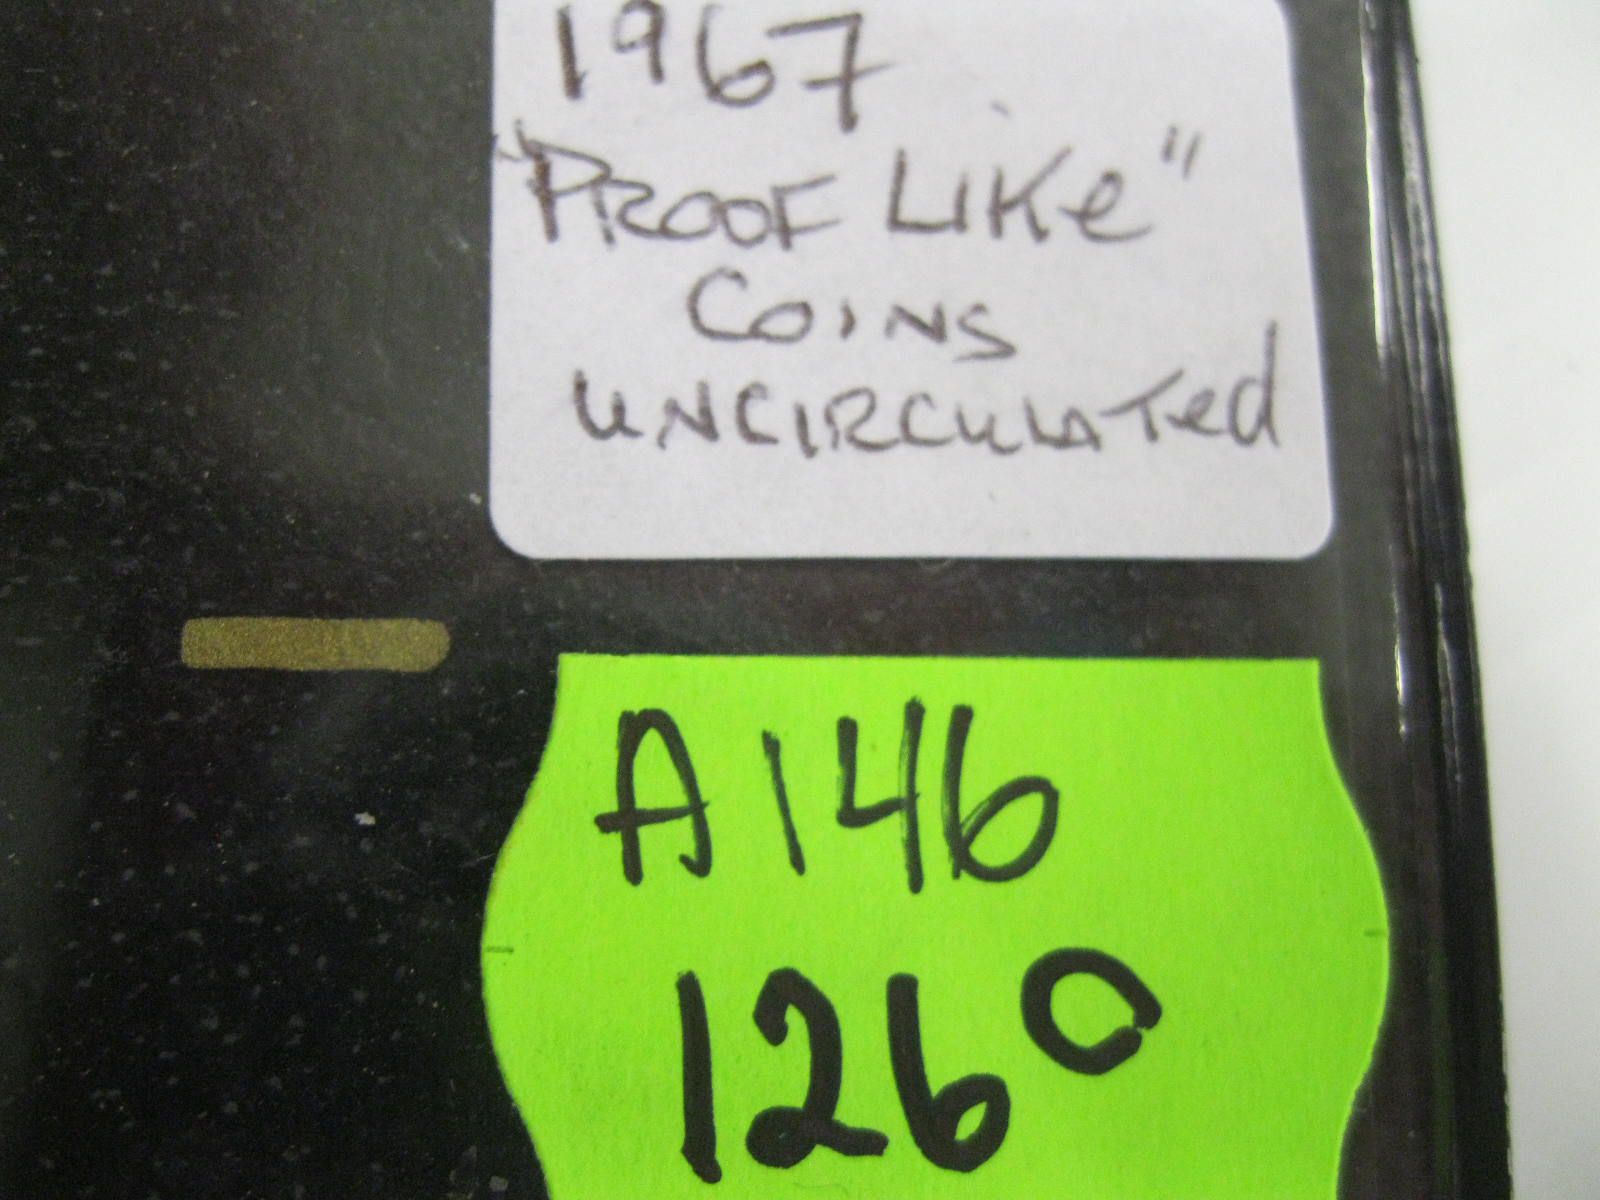 1967
"PROOF LIKe"
COINS
UNCIRCULATed
A146
1260